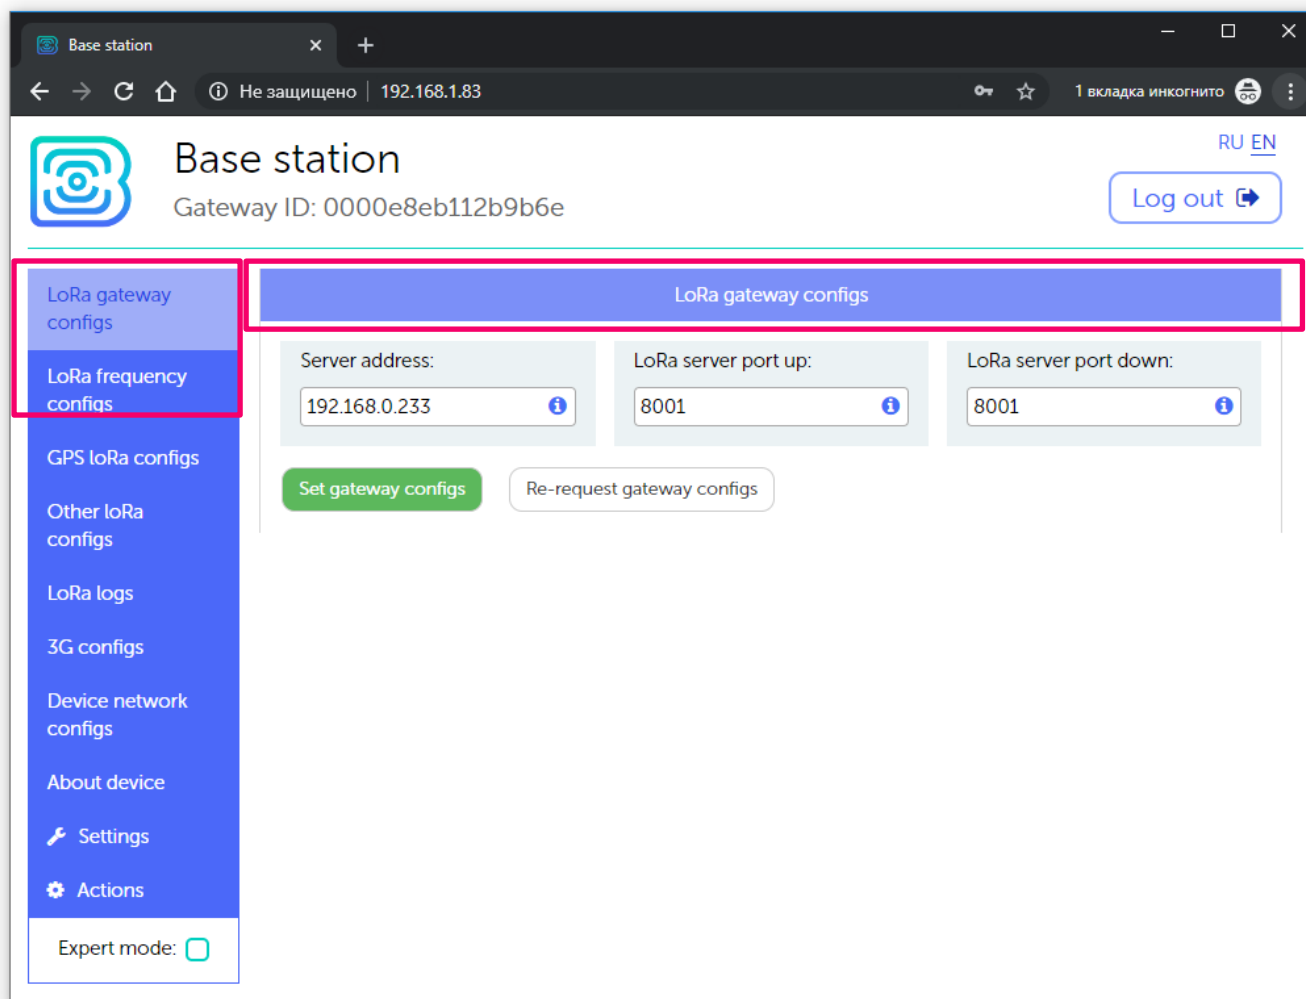 Base station
Не защищено 192.168.1.83
1 вкладка инкогнито
Base station
Gateway ID: 0000e8eb112b9b6e
RU EN
Log out
LoRa gateway
configs
LoRa frequency
configs
GPS loRa configs
Other loRa
configs
LoRa logs
3G configs
Device network
configs
About device
Settings
Actions
Expert mode:
LoRa gateway configs
Server address:
192.168.0.233
LoRa server port up:
8001
LoRa server port down:
8001
Set gateway configs
Re-request gateway configs